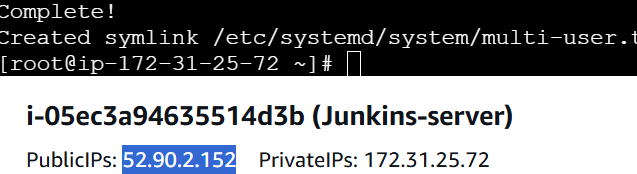 Complete!
Created symlink /etc/systemd/system/multi-user.t
[root@ip-172-31-25-72 ~]#
i-05ec3a94635514d3b (Junkins-server)
PublicIPs: 52.90.2.152 PrivateIPs: 172.31.25.72